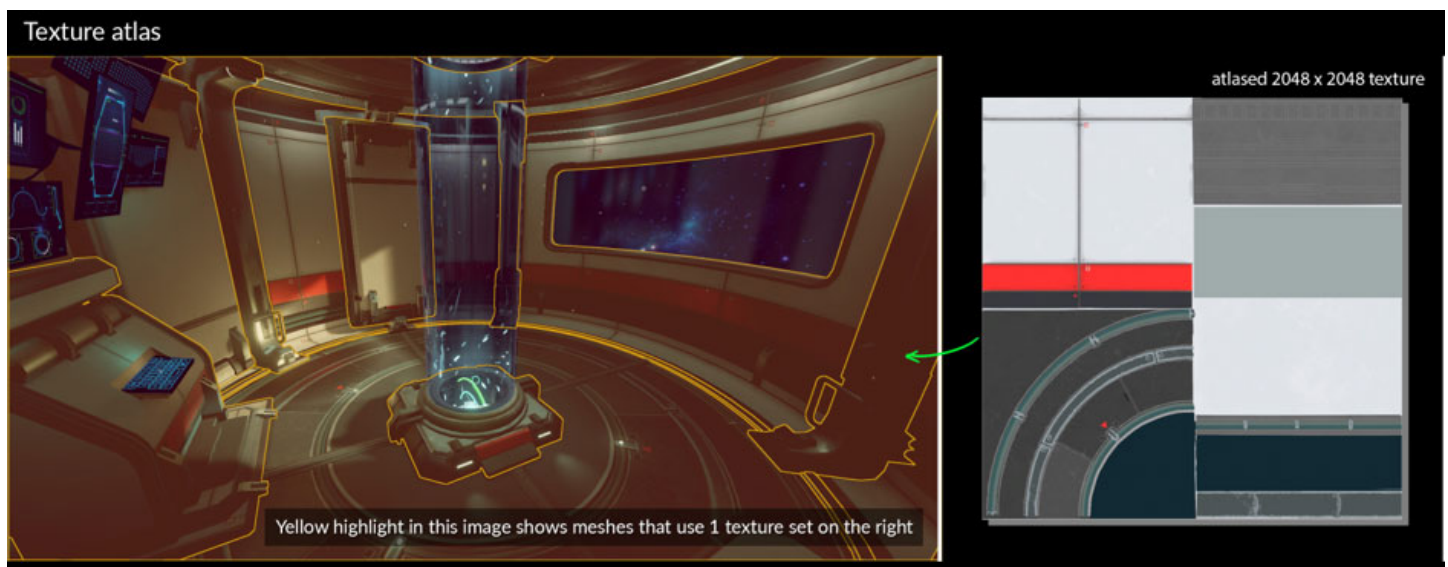 Texture atlas
atlased 2048 x 2048 texture
Yellow highlight in this image shows meshes that use 1 texture set on the right